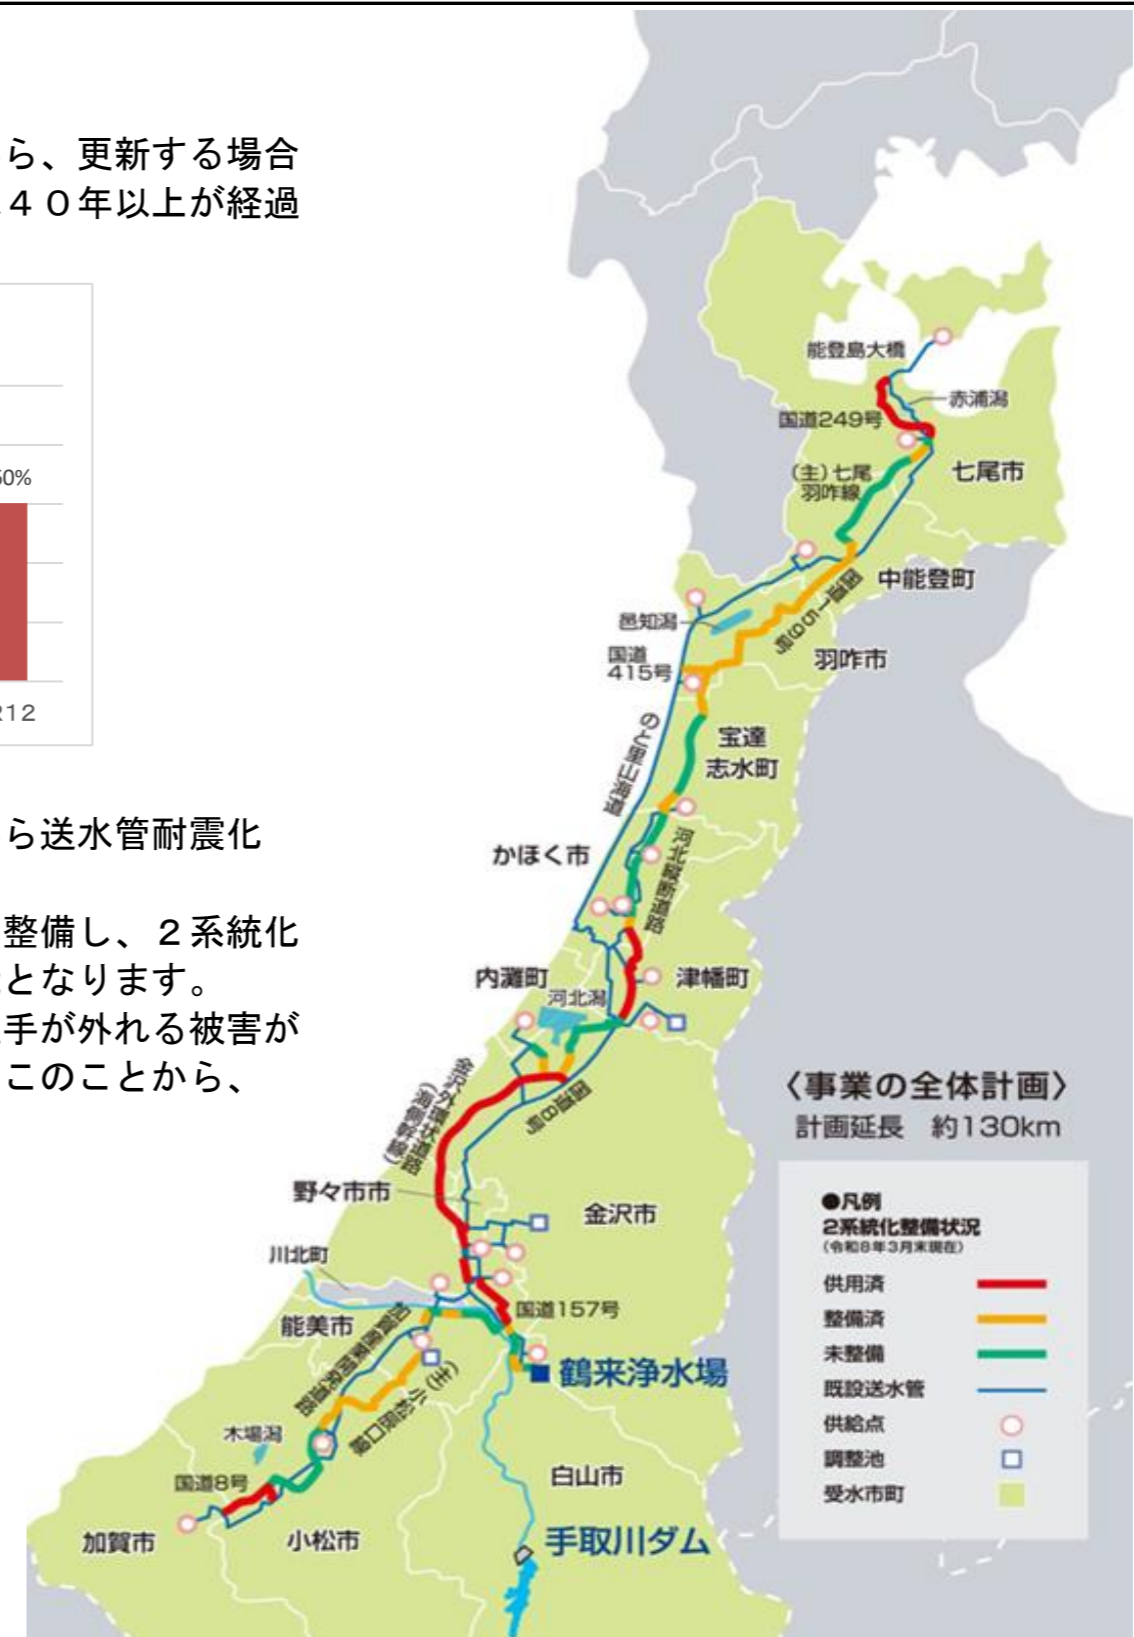 ら、更新する場合
４０年以上が経過
50%
R12
ら送水管耐震化
整備し、２系統化
となります。
手が外れる被害が
このことから、
能登島大橋
赤浦潟
国道249号
(主)七尾
羽咋線
七尾市
中能登町
国道159号
邑知潟
羽咋市
国道
415号
のと里山海道
宝達
志水町
かほく市
河北縦断道路
内灘町
河北潟
津幡町
金沢外環状道路
(海側幹線)
国道8号
〈事業の全体計画〉
計画延長　約130km
野々市市
金沢市
川北町
国道157号
能美市
加賀産業開発道路
鶴来浄水場
(主)小松辰口線
木場潟
国道8号
白山市
加賀市
小松市
手取川ダム
●凡例
2系統化整備状況
(令和8年3月末現在)
供用済
整備済
未整備
既設送水管
供給点
調整池
受水市町